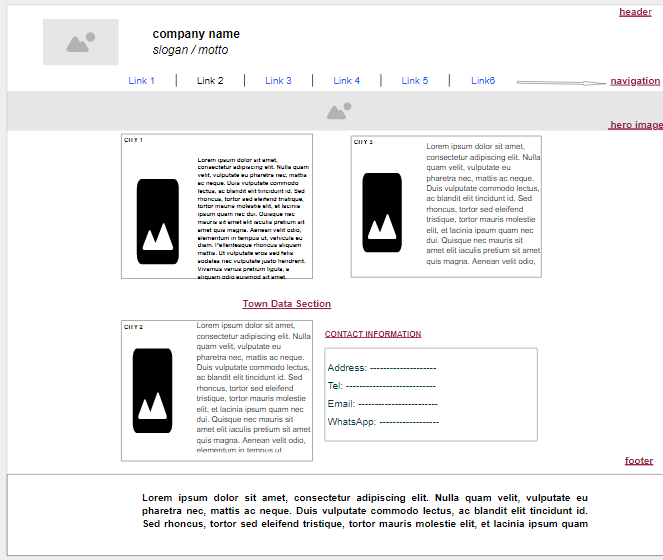 header
company name
slogan / motto
Link 1 | Link 2 | Link 3 | Link 4 | Link 5 | Link6
navigation
hero image
CITY 1
Lorem ipsum dolor sit amet,
consectetur adipiscing elit. Nulla quam
velit, vulputate eu pharetra nec, mattis
ac neque. Duis vulputate commodo
lectus, ac blandit elit tincidunt id. Sed
rhoncus, tortor sed eleifend tristique,
tortor mauris molestie elit, et lacinia
ipsum quam nec dui. Quisque nec
mauris sit amet elit iaculis pretium sit
amet quis magna. Aenean velit odio,
elementum in tempus ut, vehicula eu
diam. Pellentesque rhoncus aliquam
mattis. Ut vulputate eros sed felis
sodales nec vulputate justo hendrerit.
Vivamus varius pretium ligula, a
aliquam odio euismod sit amet.
CITY 3
Lorem ipsum dolor sit amet,
consectetur adipiscing elit. Nulla
quam velit, vulputate eu
pharetra nec, mattis ac neque.
Duis vulputate commodo lectus,
ac blandit elit tincidunt id. Sed
rhoncus, tortor sed eleifend
tristique, tortor mauris molestie
elit, et lacinia ipsum quam nec
dui. Quisque nec mauris sit
amet elit iaculis pretium sit amet
quis magna. Aenean velit odio,
Town Data Section
CITY 2
Lorem ipsum dolor sit amet,
consectetur adipiscing elit. Nulla
quam velit, vulputate eu
pharetra nec, mattis ac neque.
Duis vulputate commodo lectus,
ac blandit elit tincidunt id. Sed
rhoncus, tortor sed eleifend
tristique, tortor mauris molestie
elit, et lacinia ipsum quam nec
dui. Quisque nec mauris sit
amet elit iaculis pretium sit amet
quis magna. Aenean velit odio,
elementum in tempus ut,
CONTACT INFORMATION
Address: --------------------
Tel: ---------------------------
Email: ------------------------
WhatsApp: ------------------
footer
Lorem ipsum dolor sit amet, consectetur adipiscing elit. Nulla quam velit, vulputate eu
pharetra nec, mattis ac neque. Duis vulputate commodo lectus, ac blandit elit tincidunt id.
Sed rhoncus, tortor sed eleifend tristique, tortor mauris molestie elit, et lacinia ipsum quam